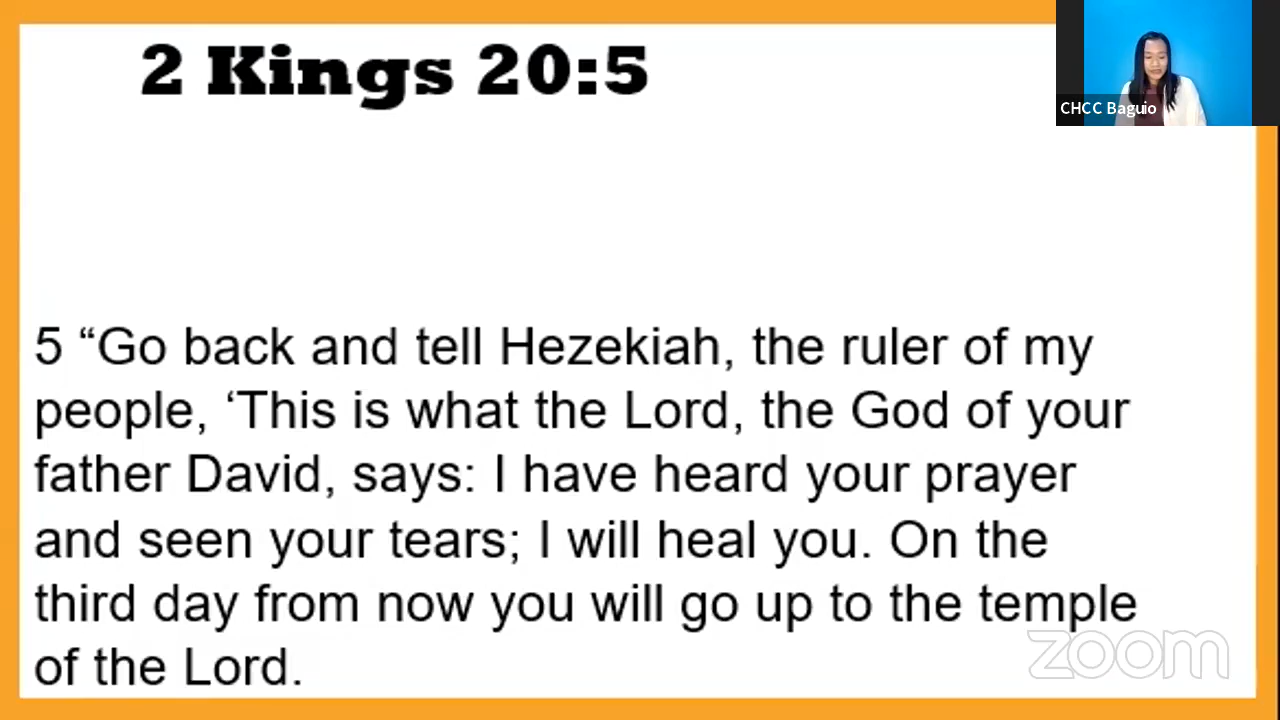 2 Kings 20:5
CHCC Baguio
5 “Go back and tell Hezekiah, the ruler of my
people, ‘This is what the Lord, the God of your
father David, says: I have heard your prayer
and seen your tears; I will heal you. On the
third day from now you will go up to the temple
of the Lord.
zoom